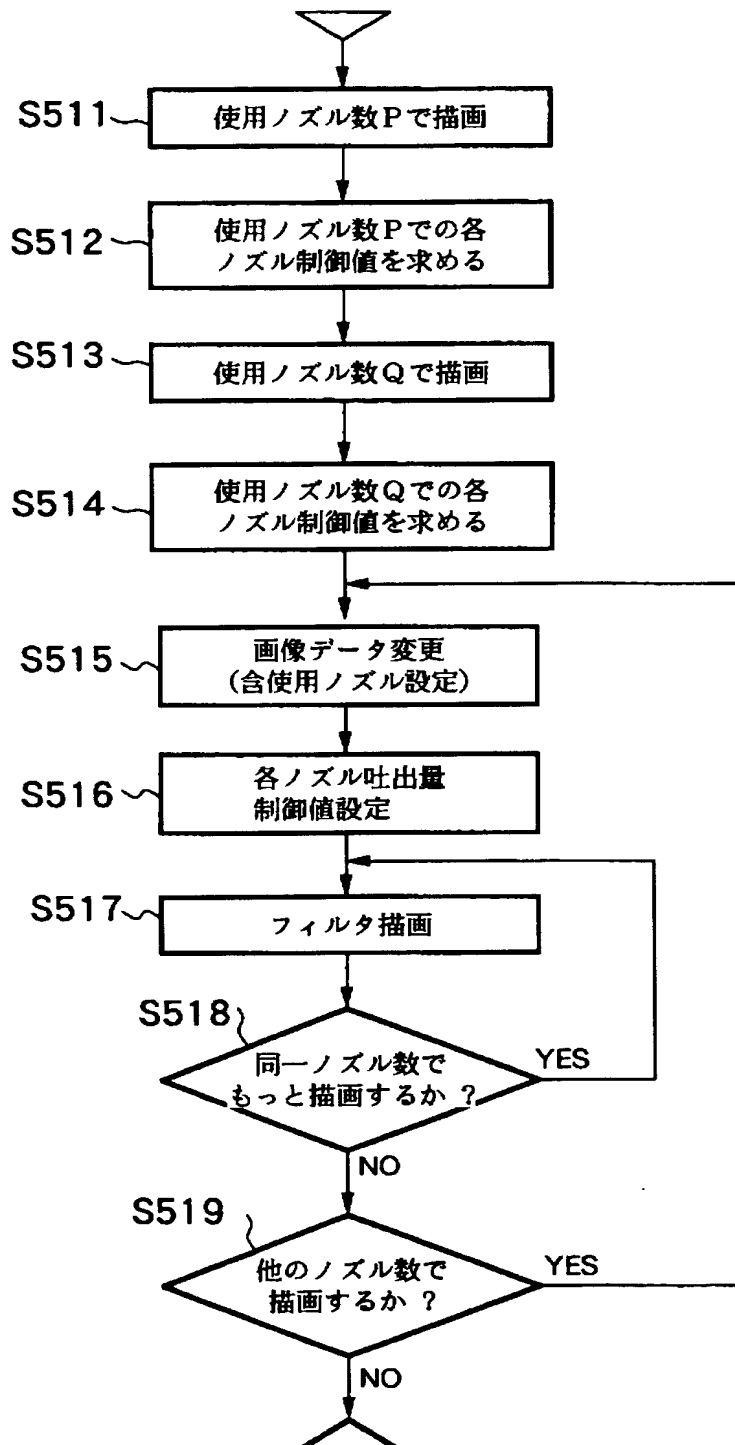 S511
使用ノズル数Pで描画
S512
使用ノズル数Pでの各
ノズル制御値を求める
S513
使用ノズル数Qで描画
S514
使用ノズル数Qでの各
ノズル制御値を求める
S515
画像データ変更
(含使用ノズル設定)
S516
各ノズル吐出量
制御値設定
S517
フィルタ描画
S518
同一ノズル数で
もっと描画するか ?
YES
NO
S519
他のノズル数で
描画するか ?
YES
NO